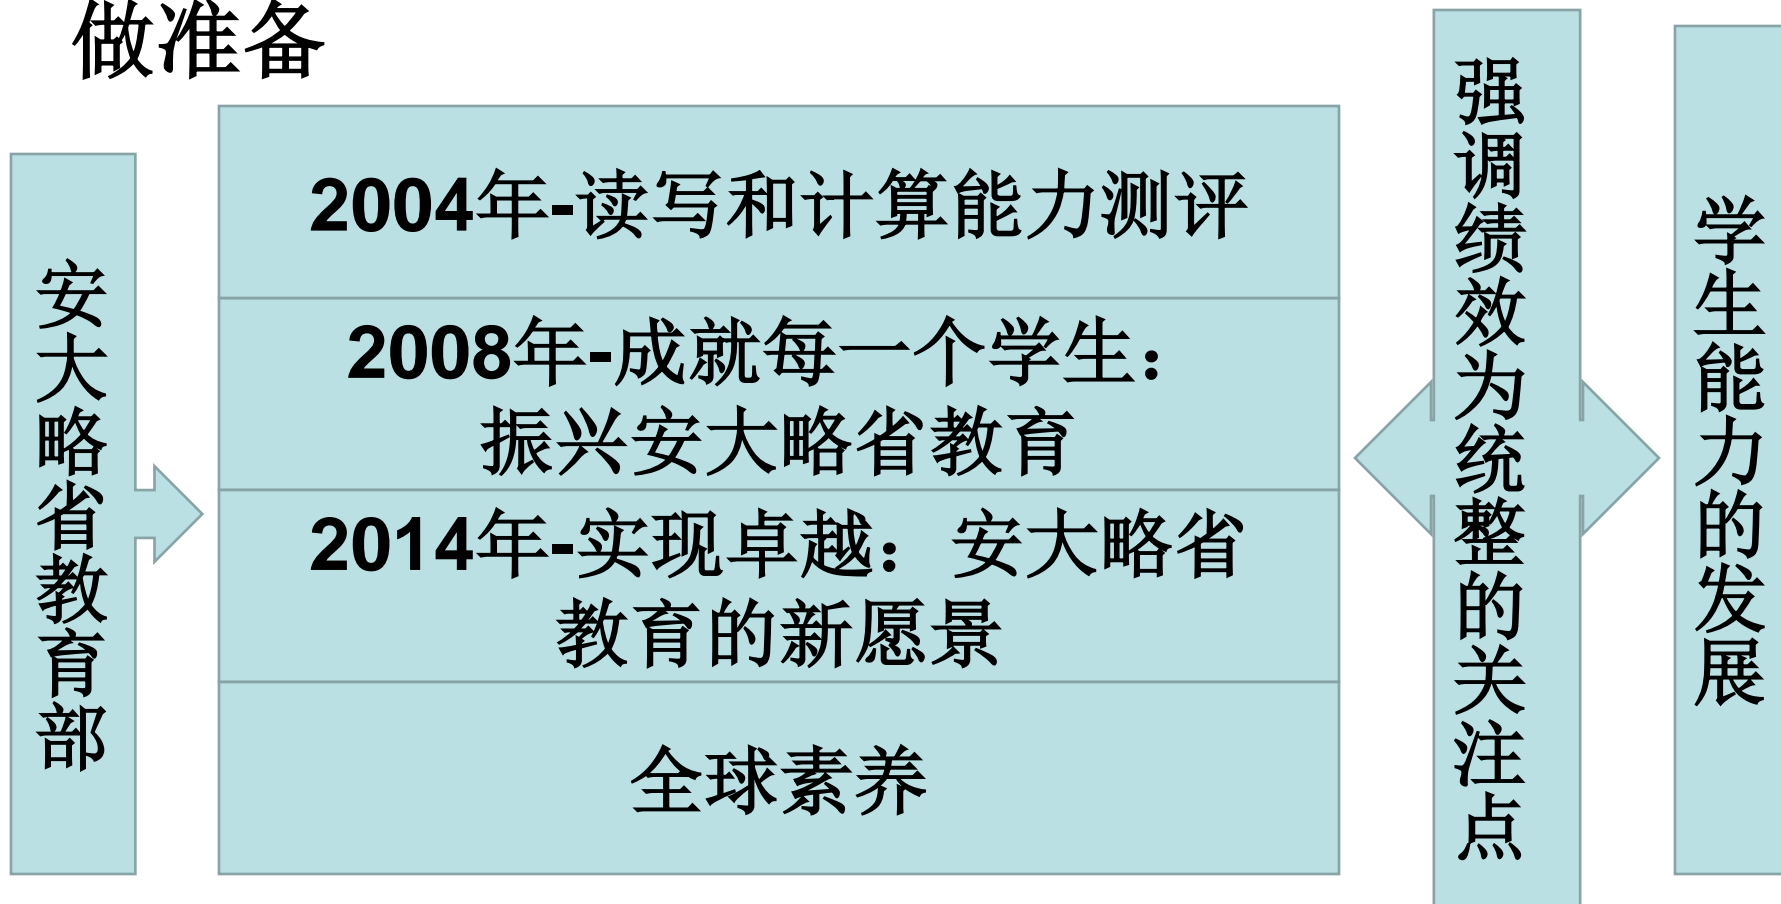 做准备
安大略省教育部
2004年-读写和计算能力测评
2008年-成就每一个学生：
振兴安大略省教育
2014年-实现卓越：安大略省
教育的新愿景
全球素养
强调绩效为统整的关注点
学生能力的发展